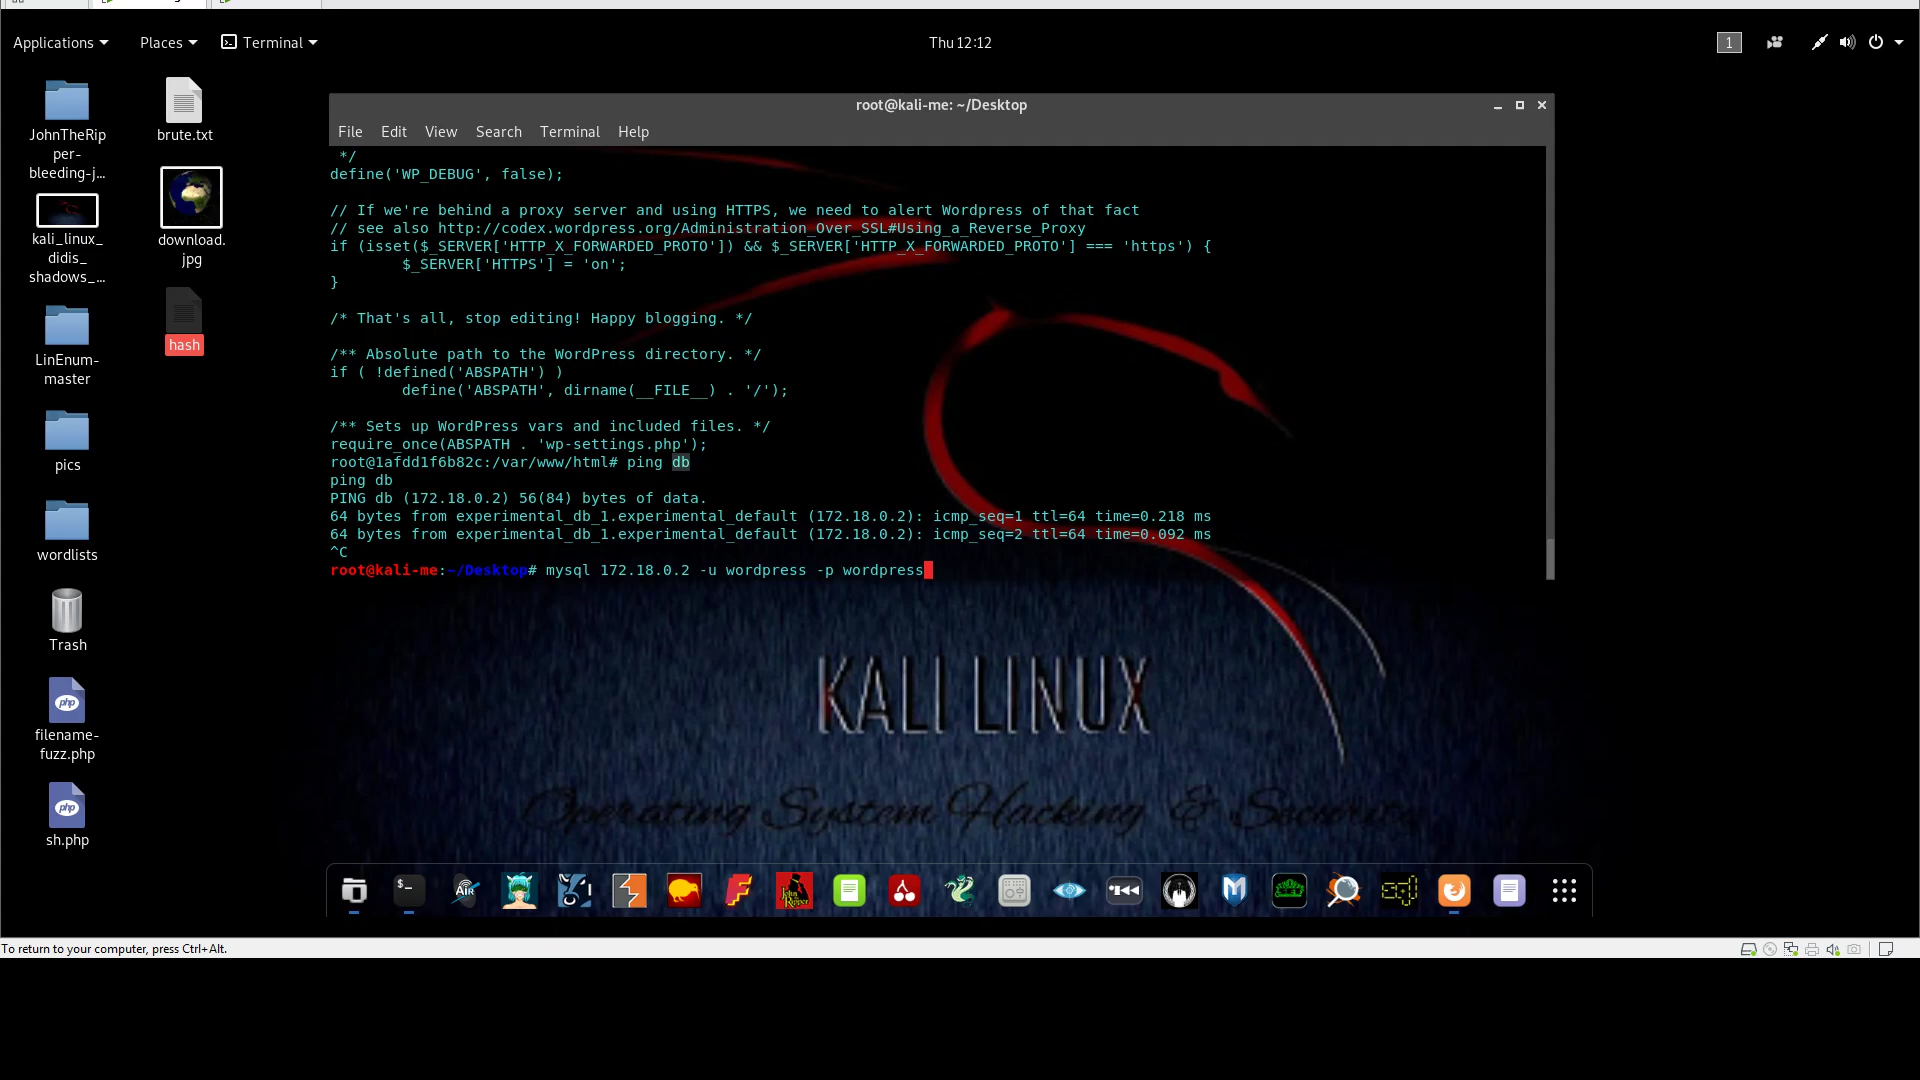 Applications
Places
Terminal
Thu 12:12
1
JohnTheRip
per-
bleeding-j...
brute.txt
kali_linux_
didis_
shadows_...
download.
jpg
LinEnum-
master
hash
pics
wordlists
Trash
filename-
fuzz.php
sh.php
root@kali-me: ~/Desktop
File Edit View Search Terminal Help
*/
define('WP_DEBUG', false);
// If we're behind a proxy server and using HTTPS, we need to alert Wordpress of that fact
// see also http://codex.wordpress.org/Administration_Over_SSL#Using_a_Reverse_Proxy
if (isset($_SERVER['HTTP_X_FORWARDED_PROTO']) && $_SERVER['HTTP_X_FORWARDED_PROTO'] === 'https') {
$_SERVER['HTTPS'] = 'on';
}
/* That's all, stop editing! Happy blogging. */
/** Absolute path to the WordPress directory. */
if ( !defined('ABSPATH') )
define('ABSPATH', dirname(__FILE__) . '/');
/** Sets up WordPress vars and included files. */
require_once(ABSPATH . 'wp-settings.php');
root@1afdd1f6b82c:/var/www/html# ping db
ping db
PING db (172.18.0.2) 56(84) bytes of data.
64 bytes from experimental_db_1.experimental_default (172.18.0.2): icmp_seq=1 ttl=64 time=0.218 ms
64 bytes from experimental_db_1.experimental_default (172.18.0.2): icmp_seq=2 ttl=64 time=0.092 ms
^C
root@kali-me:~/Desktop# mysql 172.18.0.2 -u wordpress -p wordpress
KALI LINUX
Operating System Hacking & Security
To return to your computer, press Ctrl+Alt.